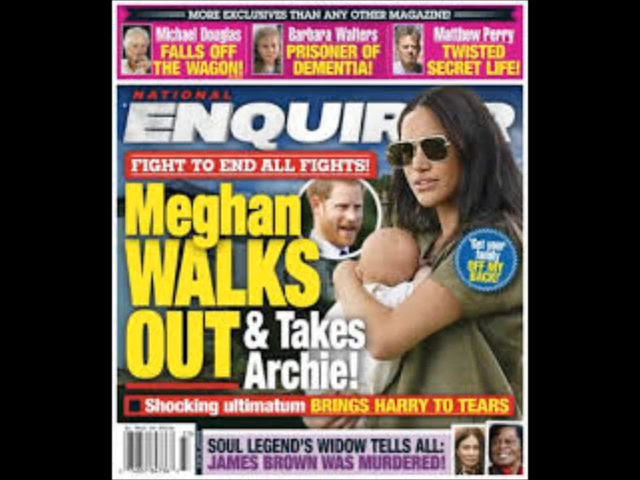 MORE EXCLUSIVES THAN ANY OTHER MAGAZINE!
Michael Douglas
FALLS OFF
THE WAGON!
Barbara Walters
PRISONER OF
DEMENTIA!
Matthew Perry
TWISTED
SECRET LIFE!
NATIONAL
ENQUIR R
FIGHT TO END ALL FIGHTS!
Meghan
WALKS
OUT
& Takes
Archie!
'Get your
family
OFF MY
BACK!'
Shocking ultimatum BRINGS HARRY TO TEARS
SOUL LEGEND'S WIDOW TELLS ALL:
JAMES BROWN WAS MURDERED!